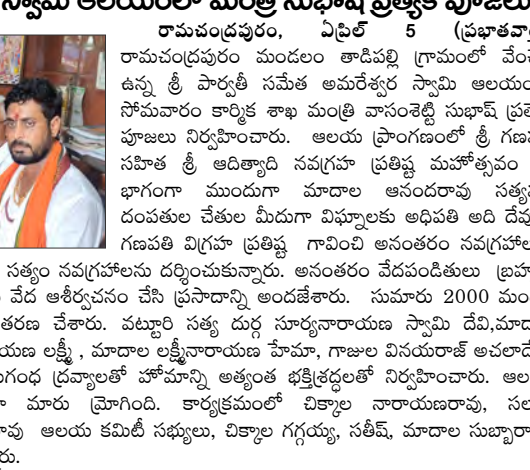 స్వామి ఆలయంలో మంత్రి సుభాష్ ప్రత్యేక పూజలు
రామచంద్రపురం, ఏప్రిల్ 5 (ప్రభాతవార్త
రామచంద్రపురం మండలం తాడిపల్లి గ్రామంలో వేంచే
ఉన్న శ్రీ పార్వతీ సమేత అమరేశ్వర స్వామి ఆలయం
సోమవారం కార్మిక శాఖ మంత్రి వాసంశెట్టి సుభాష్ ప్రత్యే
పూజలు నిర్వహించారు. ఆలయ ప్రాంగణంలో శ్రీ గణప
సహిత శ్రీ ఆదిత్యాది నవగ్రహ ప్రతిష్ట మహోత్సవం
భాగంగా ముందుగా మాదాల ఆనందరావు సత్య
దంపతుల చేతుల మీదుగా విఘ్నాలకు అధిపతి అది దేవు
గణపతి విగ్రహ ప్రతిష్ట గావించి అనంతరం నవగ్రహాల
సత్యం నవగ్రహాలను దర్శించుకున్నారు. అనంతరం వేదపండితులు బ్రహ
వేద ఆశీర్వచనం చేసి ప్రసాదాన్ని అందజేశారు. సుమారు 2000 మం
తరణ చేశారు. వట్టూరి సత్య దుర్గ సూర్యనారాయణ స్వామి దేవి,మాదా
యణ లక్ష్మీ , మాదాల లక్ష్మీనారాయణ హేమా, గాజుల వినయరాజ్ అచలాదే
ుగంధ ద్రవ్యాలతో హోమాన్ని అత్యంత భక్తిశ్రద్ధలతో నిర్వహించారు. ఆల
మారు మ్రోగింది. కార్యక్రమంలో చిక్కాల నారాయణరావు, సల
ావు ఆలయ కమిటీ సభ్యులు, చిక్కాల గగ్గయ్య, సతీష్, మాదాల సుబ్బారా
రు.